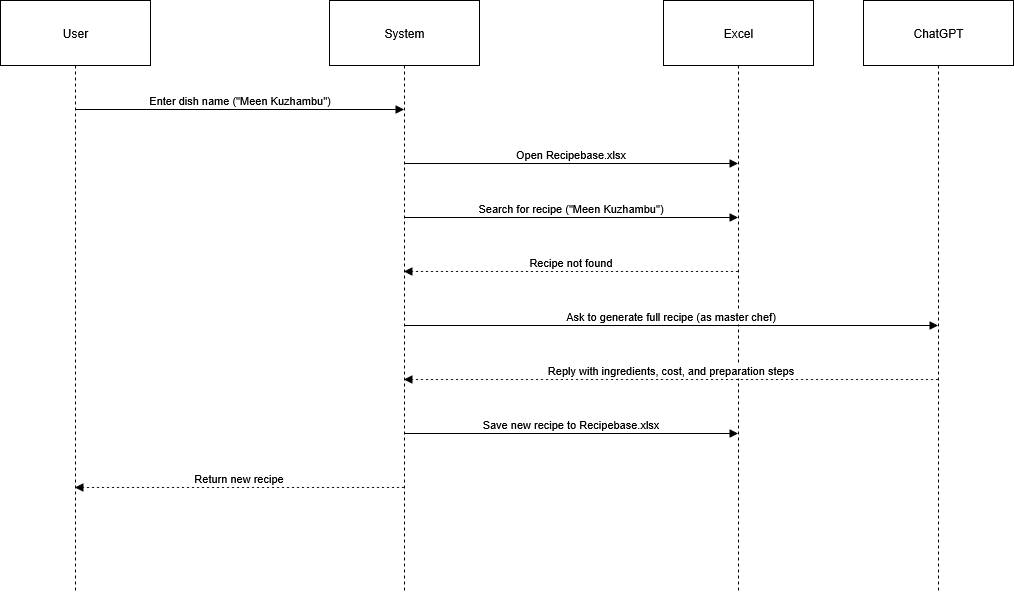 User
System
Excel
ChatGPT
Enter dish name ("Meen Kuzhambu")
Open Recipebase.xlsx
Search for recipe ("Meen Kuzhambu")
Recipe not found
Ask to generate full recipe (as master chef)
Reply with ingredients, cost, and preparation steps
Save new recipe to Recipebase.xlsx
Return new recipe